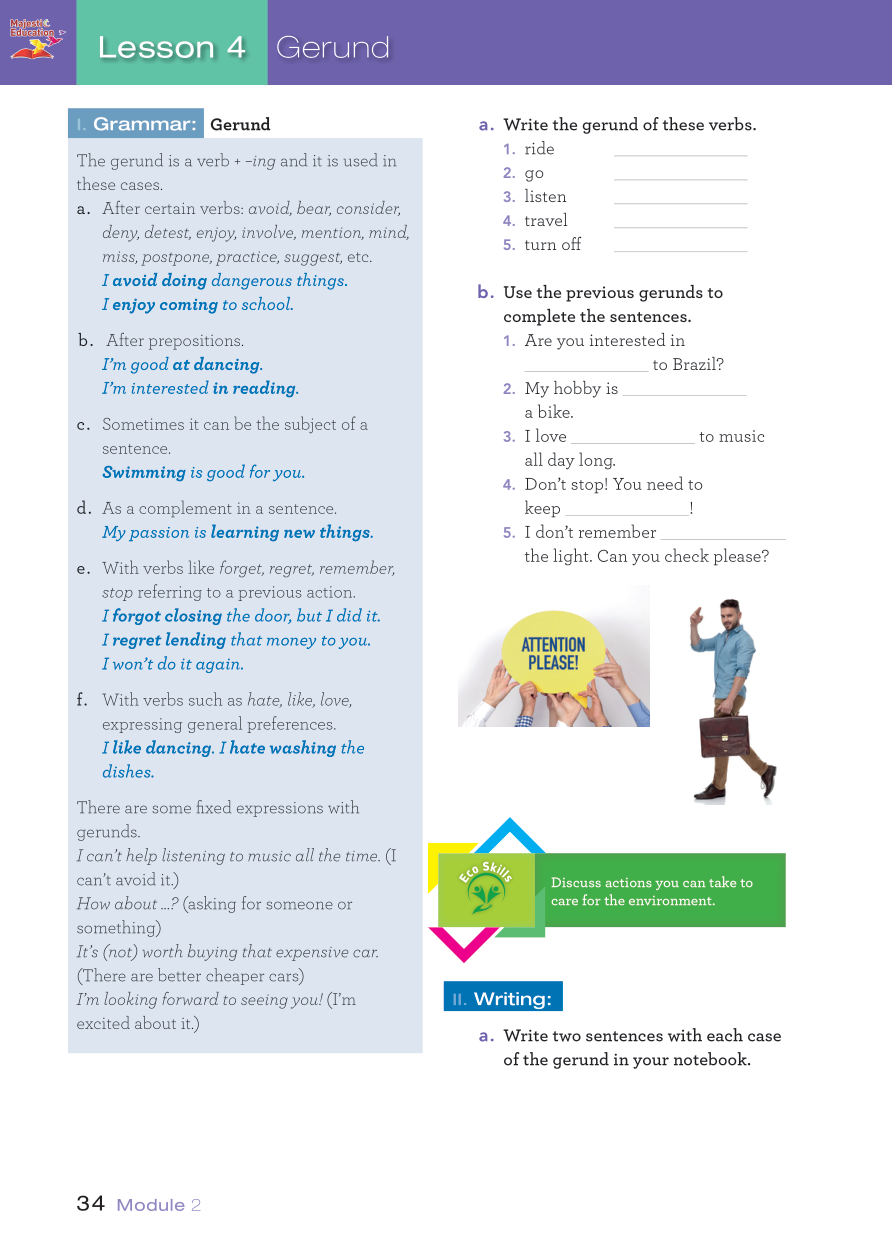 Majestic
Education
Lesson 4 Gerund
I. Grammar: Gerund
The gerund is a verb + –ing and it is used in
these cases.
a. After certain verbs: avoid, bear, consider,
deny, detest, enjoy, involve, mention, mind,
miss, postpone, practice, suggest, etc.
I avoid doing dangerous things.
I enjoy coming to school.
b. After prepositions.
I'm good at dancing.
I'm interested in reading.
c. Sometimes it can be the subject of a
sentence.
Swimming is good for you.
d. As a complement in a sentence.
My passion is learning new things.
e. With verbs like forget, regret, remember,
stop referring to a previous action.
I forgot closing the door, but I did it.
I regret lending that money to you.
I won't do it again.
f. With verbs such as hate, like, love,
expressing general preferences.
I like dancing. I hate washing the
dishes.
There are some fixed expressions with
gerunds.
I can't help listening to music all the time. (I
can't avoid it.)
How about ...? (asking for someone or
something)
It's (not) worth buying that expensive car.
(There are better cheaper cars)
I'm looking forward to seeing you! (I'm
excited about it.)
a. Write the gerund of these verbs.
1. ride
2. go
3. listen
4. travel
5. turn off
b. Use the previous gerunds to
complete the sentences.
1. Are you interested in
to Brazil?
2. My hobby is
a bike.
3. I love to music
all day long.
4. Don't stop! You need to
keep !
5. I don't remember
the light. Can you check please?
ATTENTION
PLEASE!
Eco Skills
Discuss actions you can take to
care for the environment.
II. Writing:
a. Write two sentences with each case
of the gerund in your notebook.
34 Module 2